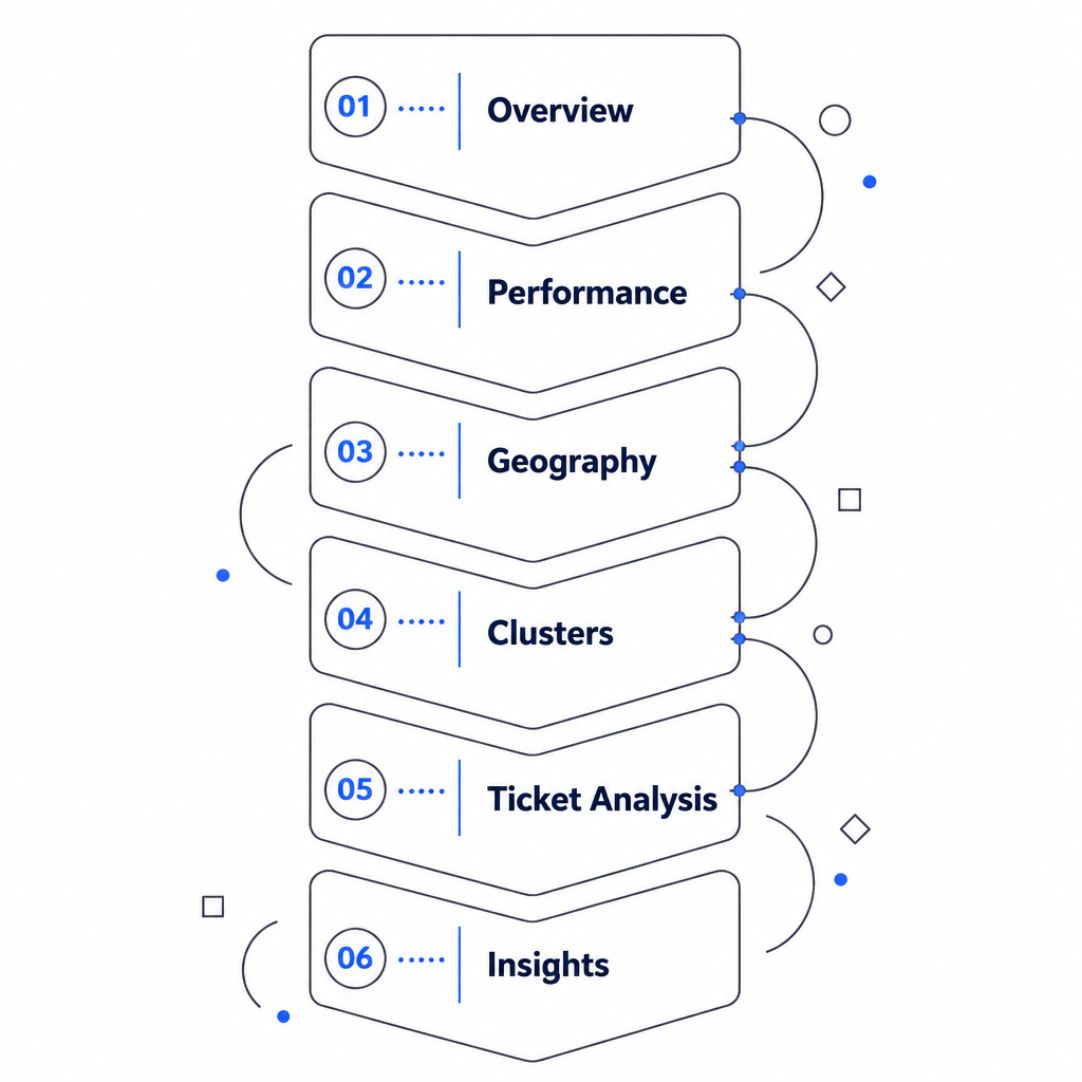 01 Overview
02 Performance
03 Geography
04 Clusters
05 Ticket Analysis
06 Insights